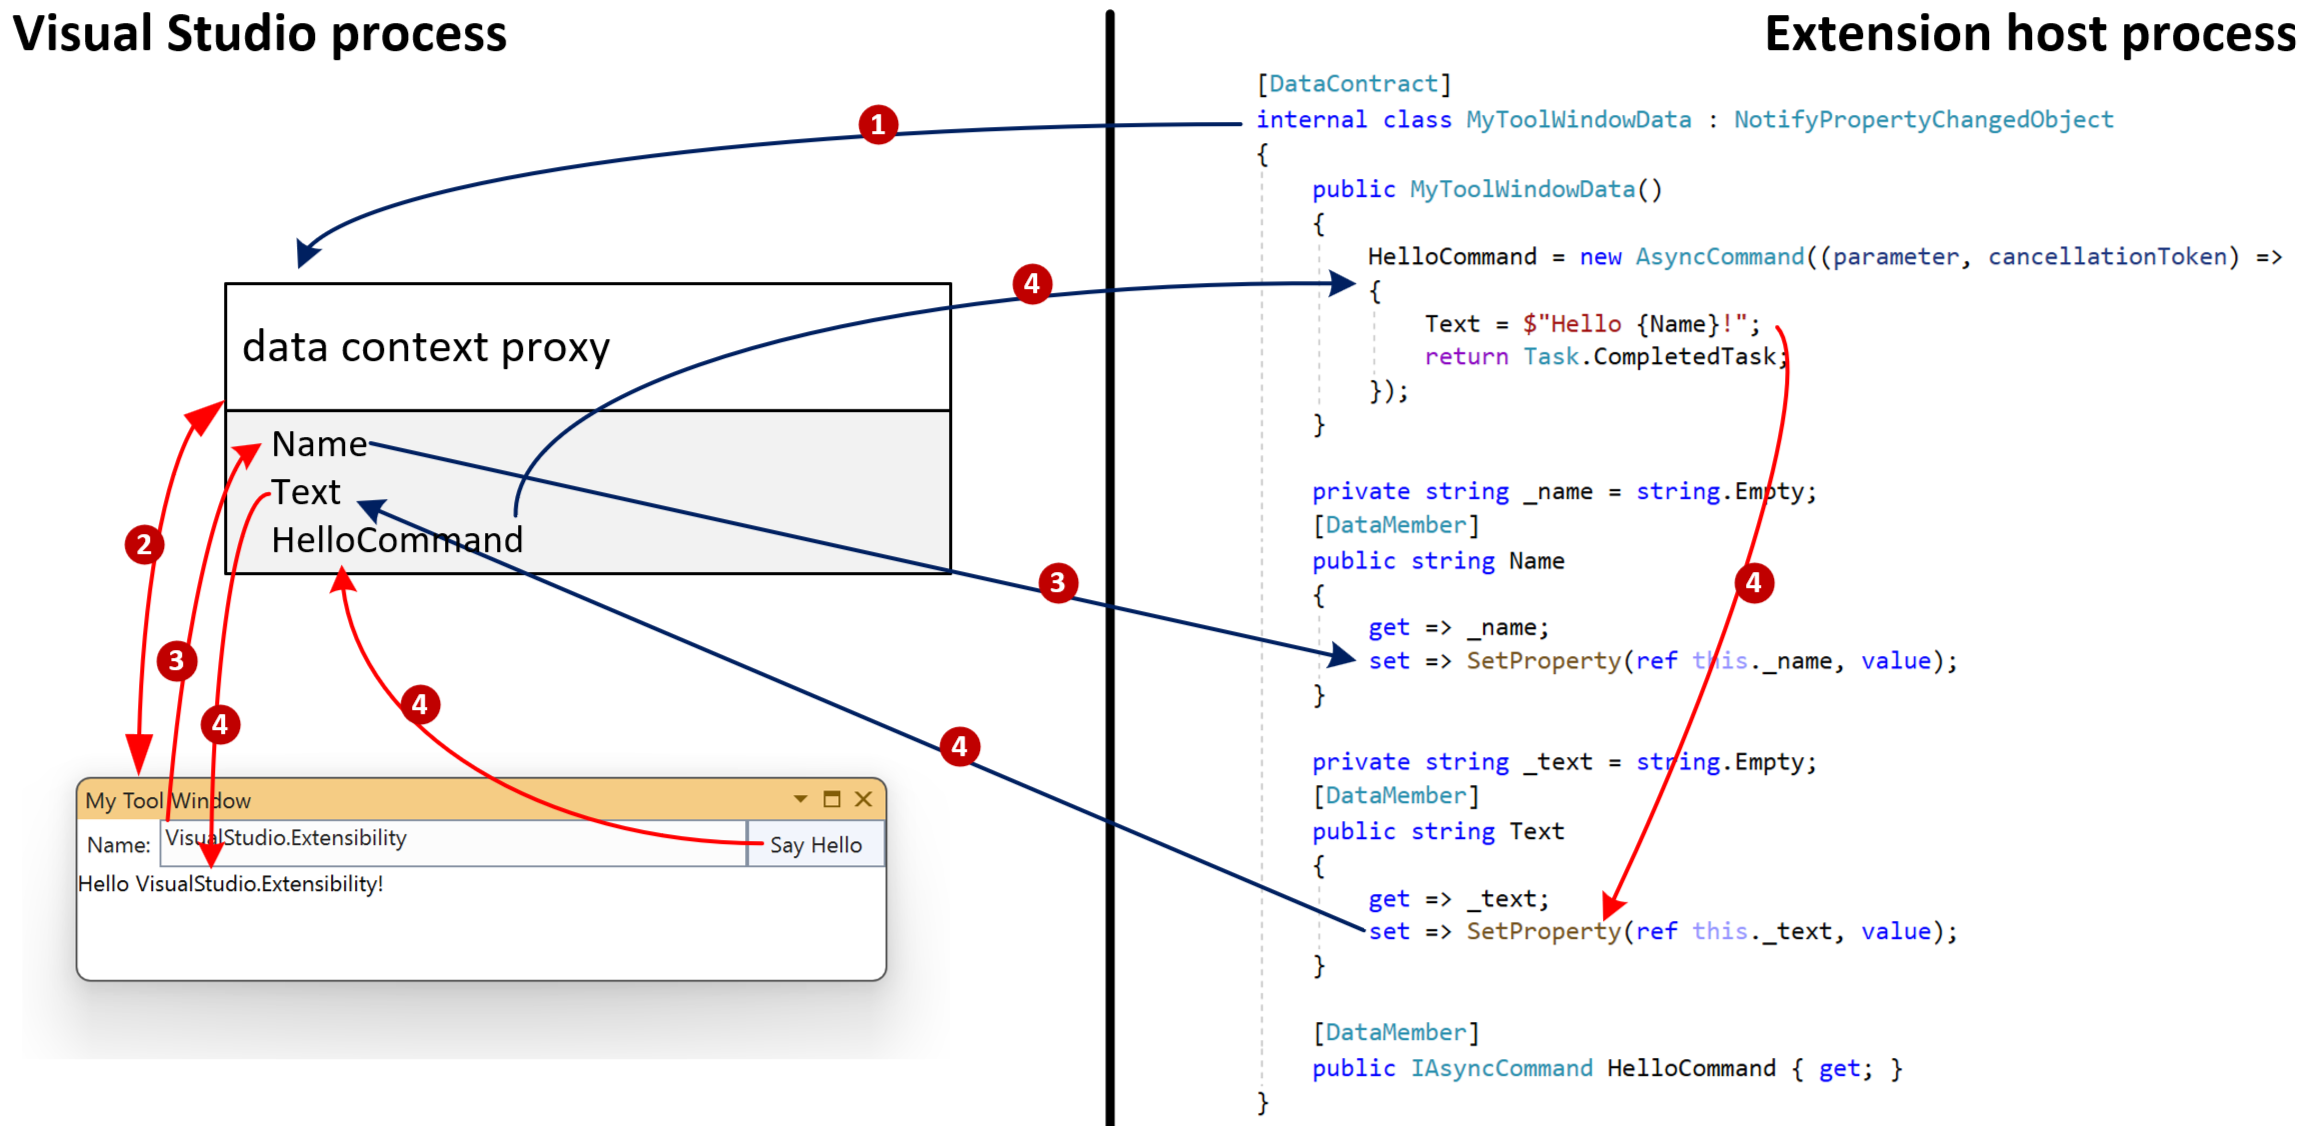 Visual Studio process
Extension host process
1
data context proxy
Name
Text
HelloCommand
2
3
4
4
4
3
4
My Tool Window
Name:
VisualStudio.Extensibility
Say Hello
Hello VisualStudio.Extensibility!
[DataContract]
internal class MyToolWindowData : NotifyPropertyChangedObject
{
public MyToolWindowData()
{
HelloCommand = new AsyncCommand((parameter, cancellationToken) =>
{
Text = $"Hello {Name}!";
return Task.CompletedTask;
});
}
private string _name = string.Empty;
[DataMember]
public string Name
{
get => _name;
set => SetProperty(ref this._name, value);
}
4
private string _text = string.Empty;
[DataMember]
public string Text
{
get => _text;
set => SetProperty(ref this._text, value);
}
[DataMember]
public IAsyncCommand HelloCommand { get; }
}